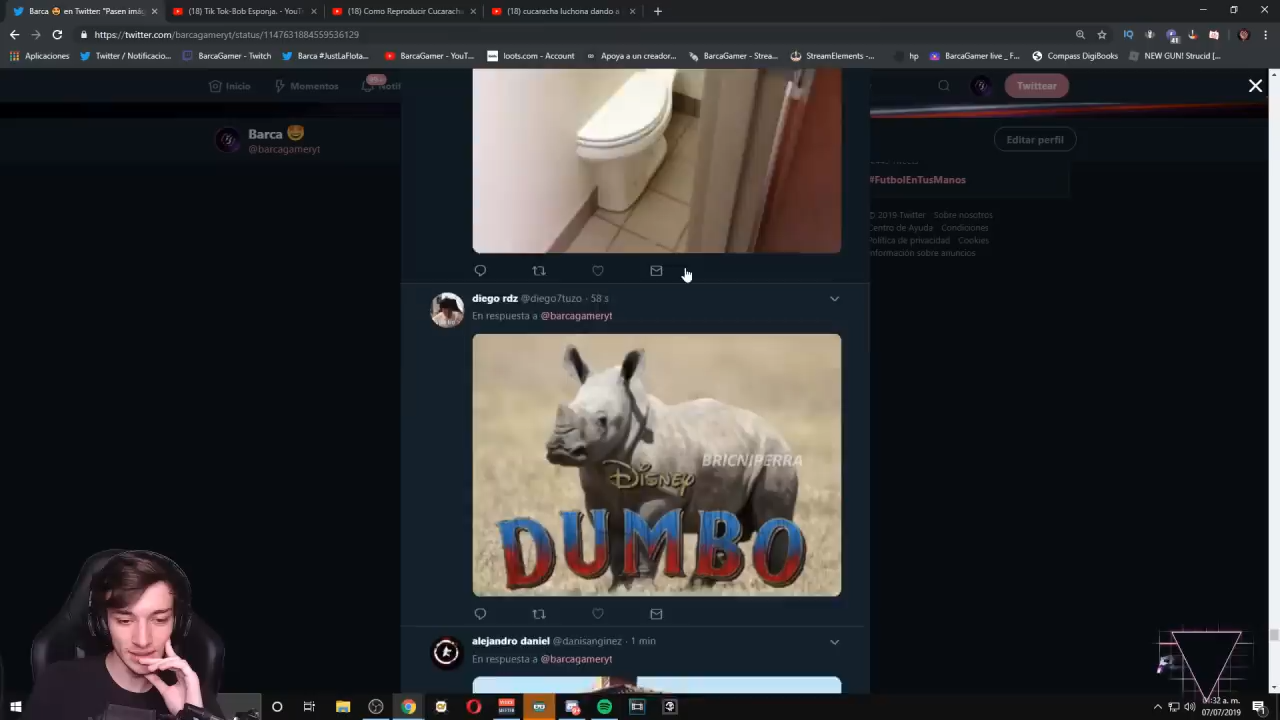 Barca 😍 en Twitter: "Pasen imág
(18) Tik Tok-Bob Esponja. - YouT
(18) Como Reproducir Cucaracha
(18) cucaracha luchona dando a
https://twitter.com/barcagameryt/status/1147631884559536129
Aplicaciones
Twitter / Notificacio...
BarcaGamer - Twitch
Barca #JustLaFlota...
BarcaGamer - YouT...
loots.com - Account
Apoya a un creador...
BarcaGamer - Strea...
StreamElements -...
hp
BarcaGamer live _ F...
Compass DigiBooks
NEW GUN! Strucid |...
Inicio
Momentos
Noti
Twittear
Barca 🤩
@barcagameryt
Editar perfil
#FutbolEnTusManos
© 2019 Twitter Sobre nosotros
Centro de Ayuda Condiciones
Política de privacidad Cookies
Información sobre anuncios
diego rdz @diego7tuzo · 58 s
En respuesta a @barcagameryt
BRICNIPERRA
DISNEY
DUMBO
alejandro daniel @danisanginez · 1 min
En respuesta a @barcagameryt
07/07/2019